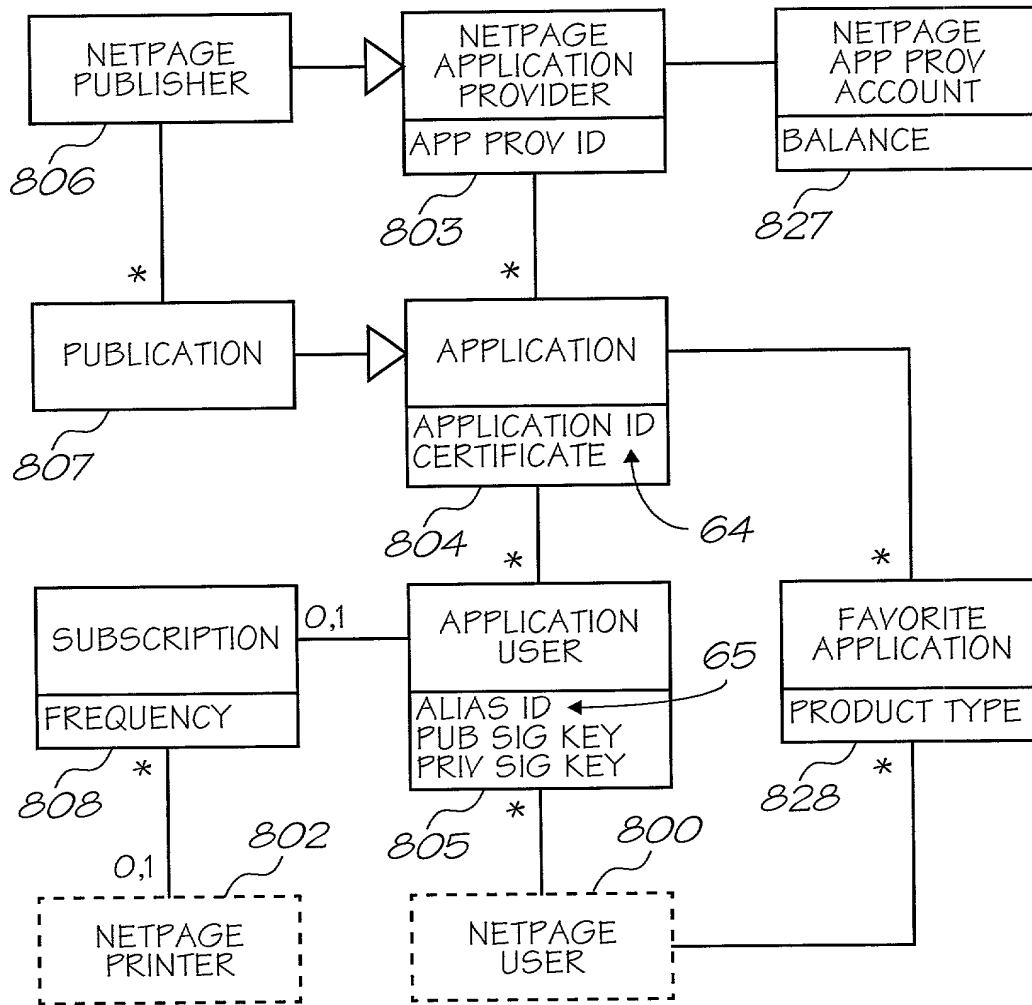 NETPAGE
PUBLISHER
806
NETPAGE
APPLICATION
PROVIDER
APP PROV ID
803
NETPAGE
APP PROV
ACCOUNT
BALANCE
827
*
*
PUBLICATION
807
APPLICATION
APPLICATION ID
CERTIFICATE
804
64
*
*
SUBSCRIPTION
FREQUENCY
808
0,1
APPLICATION
USER
ALIAS ID
PUB SIG KEY
PRIV SIG KEY
805
65
FAVORITE
APPLICATION
PRODUCT TYPE
828
*
*
*
0,1
802
800
NETPAGE
PRINTER
NETPAGE
USER